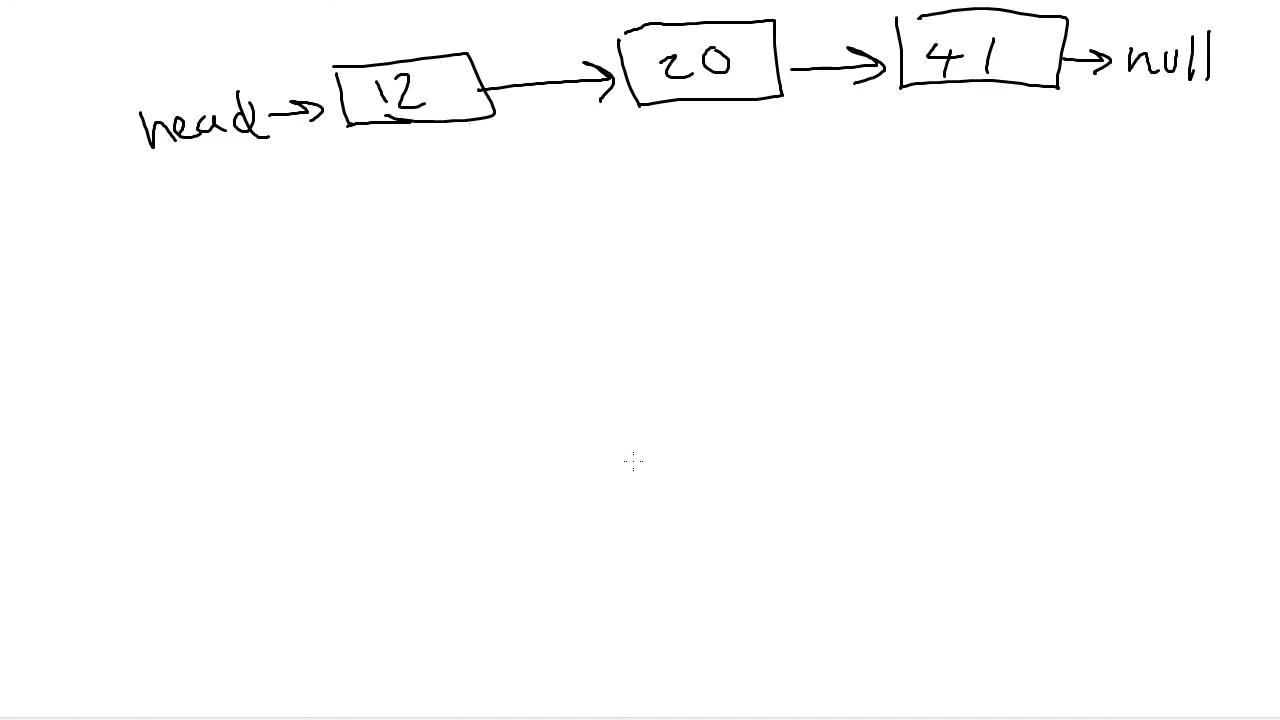 head → 12 → 20 → 41 → null